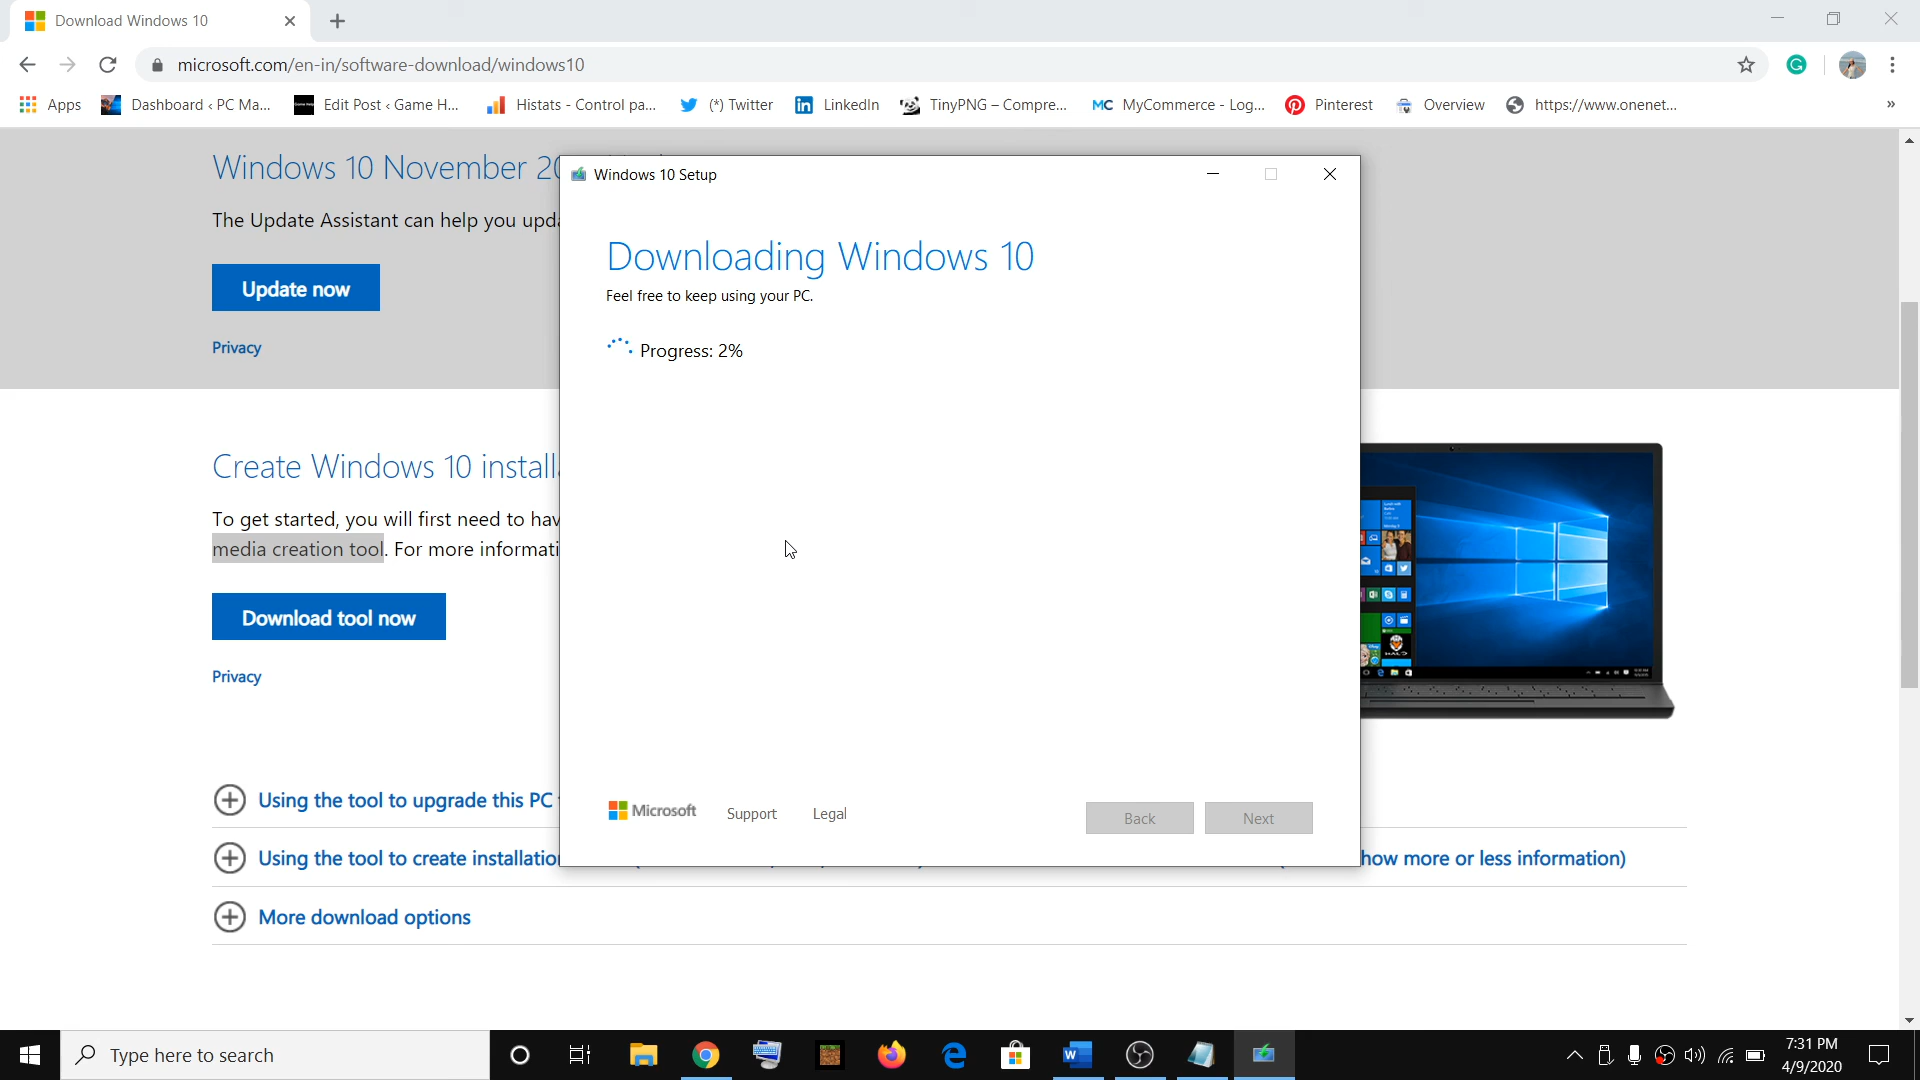 Download Windows 10
microsoft.com/en-in/software-download/windows10
Apps
Dashboard ‹ PC Ma...
Edit Post ‹ Game H...
Histats - Control pa...
(*) Twitter
LinkedIn
TinyPNG – Compre...
MC
MyCommerce - Log...
Pinterest
Overview
https://www.onenet...
»
Windows 10 November 20
The Update Assistant can help you upda
Update now
Privacy
Create Windows 10 install
To get started, you will first need to hav
media creation tool. For more informati
Download tool now
Privacy
Using the tool to upgrade this PC
Using the tool to create installation
how more or less information)
More download options
Windows 10 Setup
Downloading Windows 10
Feel free to keep using your PC.
Progress: 2%
Microsoft
Support
Legal
Back
Next
HALO
Type here to search
7:31 PM
4/9/2020